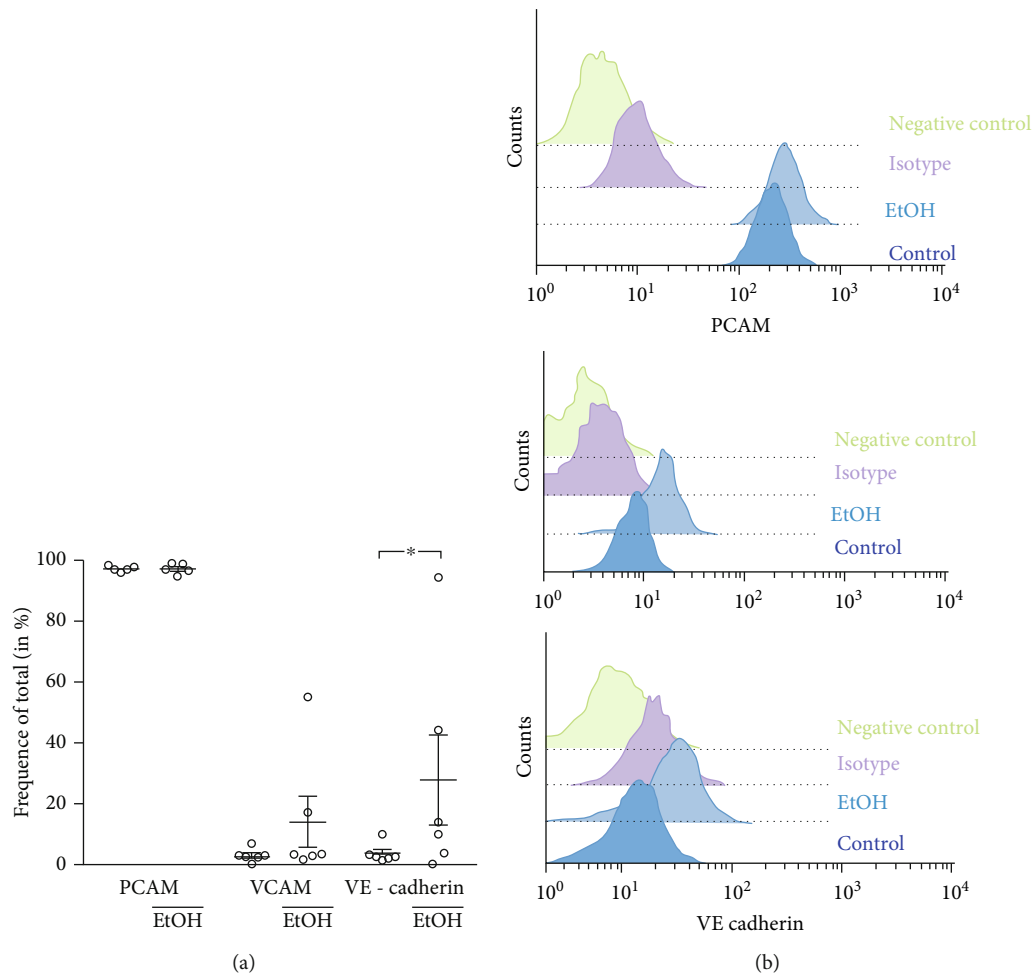 Frequence of total (in %)
100
80
60
40
20
0
*
PCAM VCAM VE - cadherin
EtOH EtOH EtOH
(a)
Counts
Negative control
Isotype
EtOH
Control
10^0 10^1 10^2 10^3 10^4
PCAM
Counts
Negative control
Isotype
EtOH
Control
10^0 10^1 10^2 10^3 10^4
Counts
Negative control
Isotype
EtOH
Control
10^0 10^1 10^2 10^3 10^4
VE cadherin
(b)